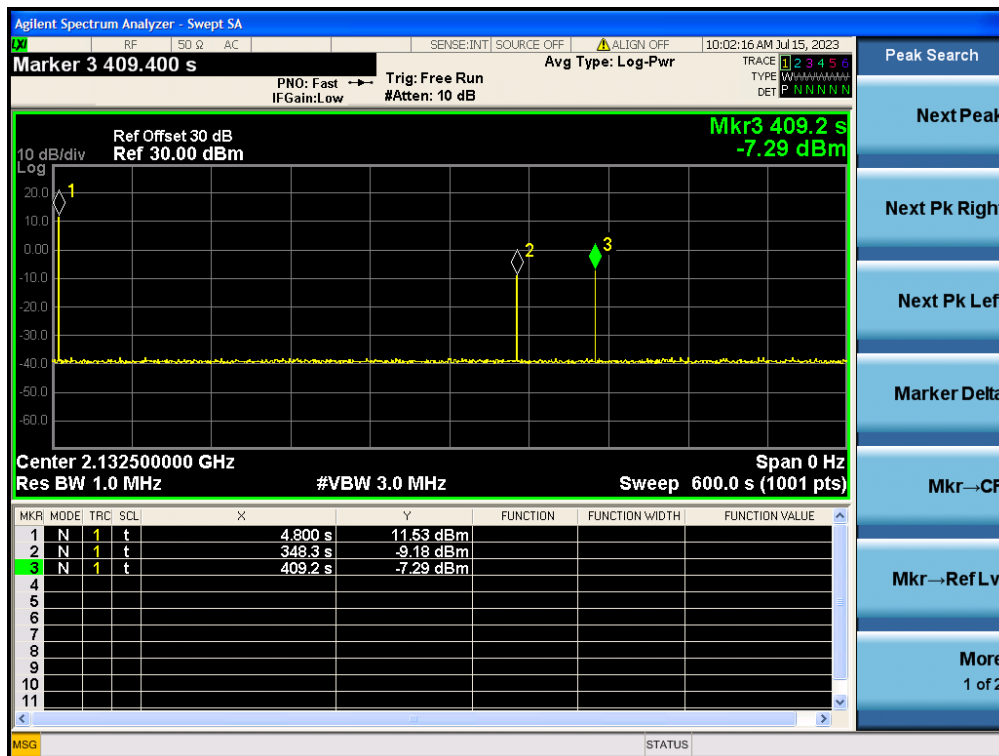 Agilent Spectrum Analyzer - Swept SA
LXI RF 50 Ω AC SENSE:INT SOURCE OFF ALIGN OFF 10:02:16 AM Jul 15, 2023
Marker 3 409.400 s
PNO: Fast
IFGain:Low
Trig: Free Run
#Atten: 10 dB
Avg Type: Log-Pwr
TRACE 1 2 3 4 5 6
TYPE W
DET P N N N N N
Peak Search
Next Peak
Next Pk Righ
Next Pk Lef
Marker Delta
Mkr→CF
Mkr→Ref Lv
More
1 of 2
Ref Offset 30 dB
10 dB/div Ref 30.00 dBm
Log
Mkr3 409.2 s
-7.29 dBm
20.0
10.0
0.00
-10.0
-20.0
-30.0
-40.0
-50.0
-60.0
1
2
3
Center 2.132500000 GHz Span 0 Hz
Res BW 1.0 MHz #VBW 3.0 MHz Sweep 600.0 s (1001 pts)
MKR MODE TRC SCL X Y FUNCTION FUNCTION WIDTH FUNCTION VALUE
1 N 1 t 4.800 s 11.53 dBm
2 N 1 t 348.3 s -9.18 dBm
3 N 1 t 409.2 s -7.29 dBm
4
5
6
7
8
9
10
11
MSG STATUS